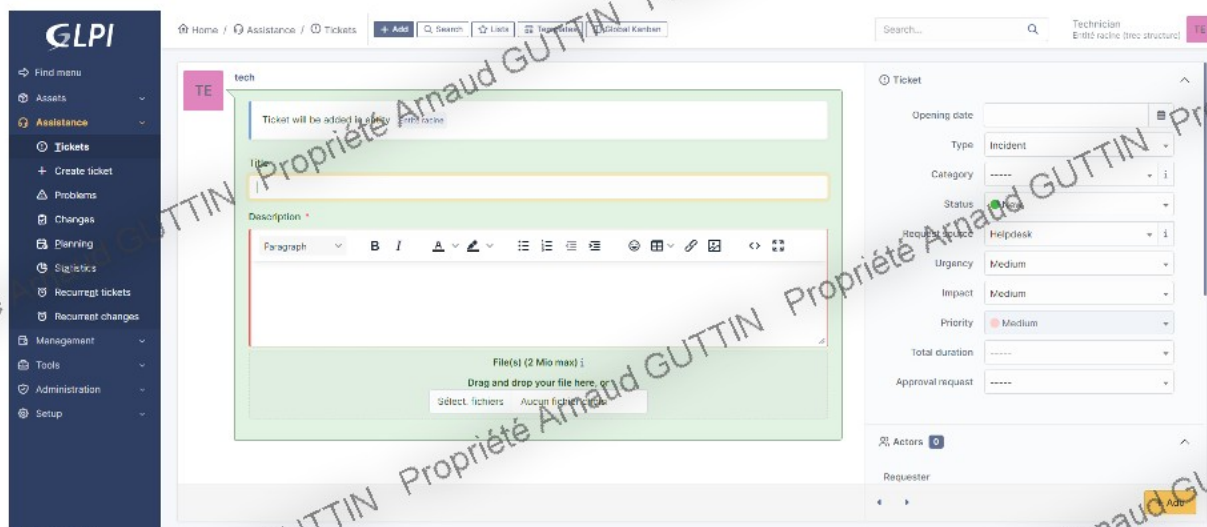 GLPI
Home / Assistance / Tickets
+ Add
Search
Lists
Templates
Global Kanban
Search...
Technician
Entité racine (tree structure)
TE
Find menu
Assets
Assistance
Tickets
+ Create ticket
Problems
Changes
Planning
Statistics
Recurrent tickets
Recurrent changes
Management
Tools
Administration
Setup
TE
tech
Ticket will be added in entity Entité racine
Title
Description *
Paragraph
B I A
File(s) (2 Mio max) i
Drag and drop your file here, or
Sélect. fichiers Aucun fichier choisi
Ticket
Opening date
Type Incident
Category ----- i
Status New
Request source Helpdesk i
Urgency Medium
Impact Medium
Priority Medium
Total duration -----
Approval request -----
Actors 0
Requester
+ Add
Propriété Arnaud GUTTIN
Propriété Arnaud GUTTIN
Propriété Arnaud GUTTIN